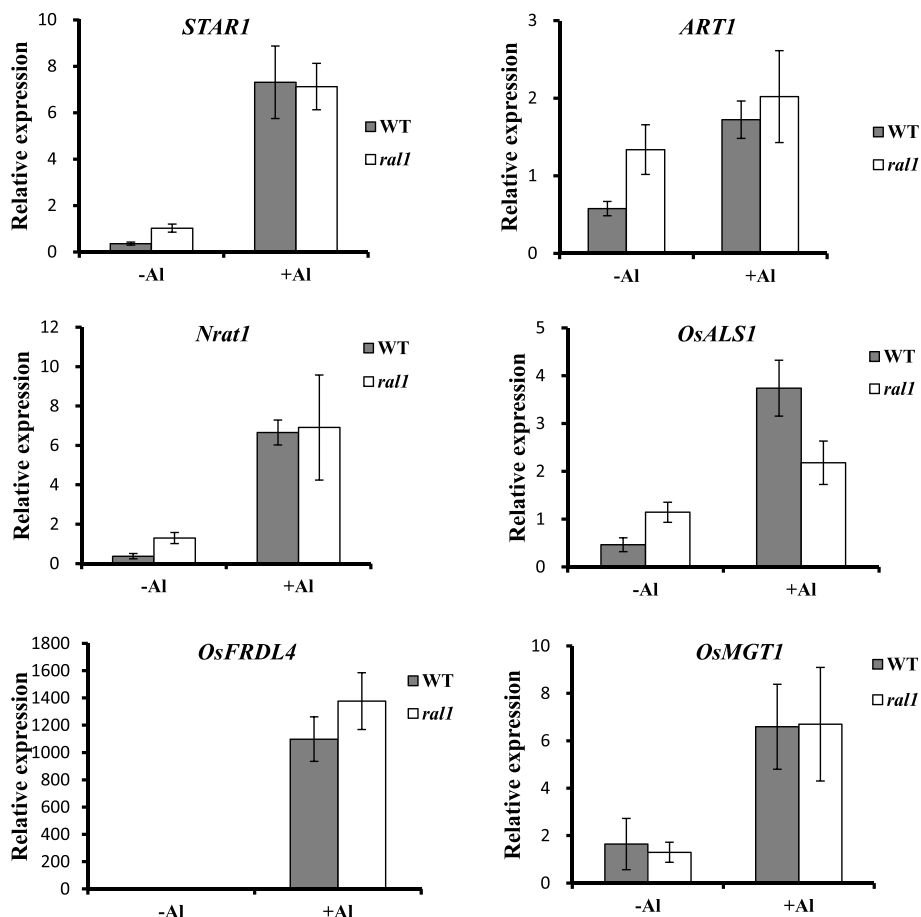 STAR1
Relative expression
10
8
6
4
2
0
-Al
+Al
WT
ral1
ART1
Relative expression
3
2
1
0
-Al
+Al
WT
ral1
Nrat1
Relative expression
12
10
8
6
4
2
0
-Al
+Al
WT
ral1
OsALS1
Relative expression
5
4
3
2
1
0
-Al
+Al
WT
ral1
OsFRDL4
Relative expression
1800
1600
1400
1200
1000
800
600
400
200
0
-Al
+Al
WT
ral1
OsMGT1
Relative expression
10
8
6
4
2
0
-Al
+Al
WT
ral1